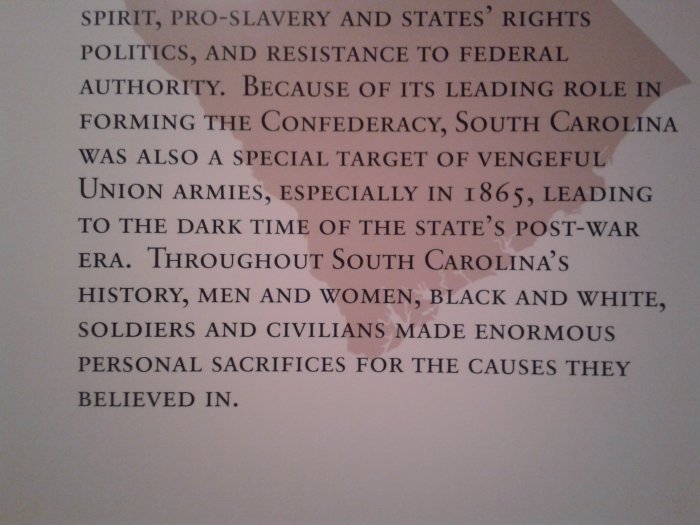 SPIRIT, PRO-SLAVERY AND STATES' RIGHTS
POLITICS, AND RESISTANCE TO FEDERAL
AUTHORITY. BECAUSE OF ITS LEADING ROLE IN
FORMING THE CONFEDERACY, SOUTH CAROLINA
WAS ALSO A SPECIAL TARGET OF VENGEFUL
UNION ARMIES, ESPECIALLY IN 1865, LEADING
TO THE DARK TIME OF THE STATE'S POST-WAR
ERA. THROUGHOUT SOUTH CAROLINA'S
HISTORY, MEN AND WOMEN, BLACK AND WHITE,
SOLDIERS AND CIVILIANS MADE ENORMOUS
PERSONAL SACRIFICES FOR THE CAUSES THEY
BELIEVED IN.